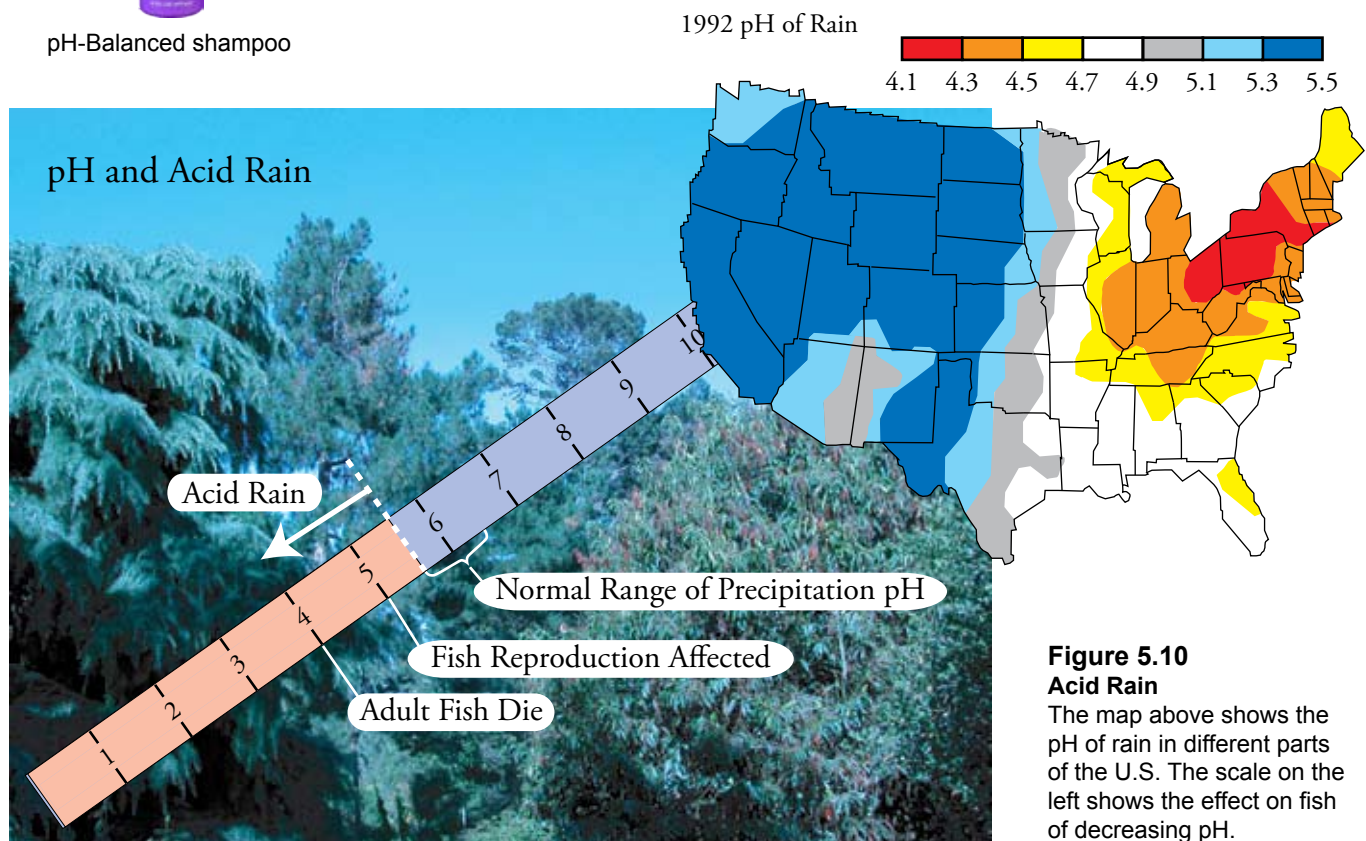 pH-Balanced shampoo
1992 pH of Rain
4.1 4.3 4.5 4.7 4.9 5.1 5.3 5.5
pH and Acid Rain
10
9
8
7
6
5
4
3
2
1
Acid Rain
Normal Range of Precipitation pH
Fish Reproduction Affected
Adult Fish Die
Figure 5.10
Acid Rain
The map above shows the
pH of rain in different parts
of the U.S. The scale on the
left shows the effect on fish
of decreasing pH.